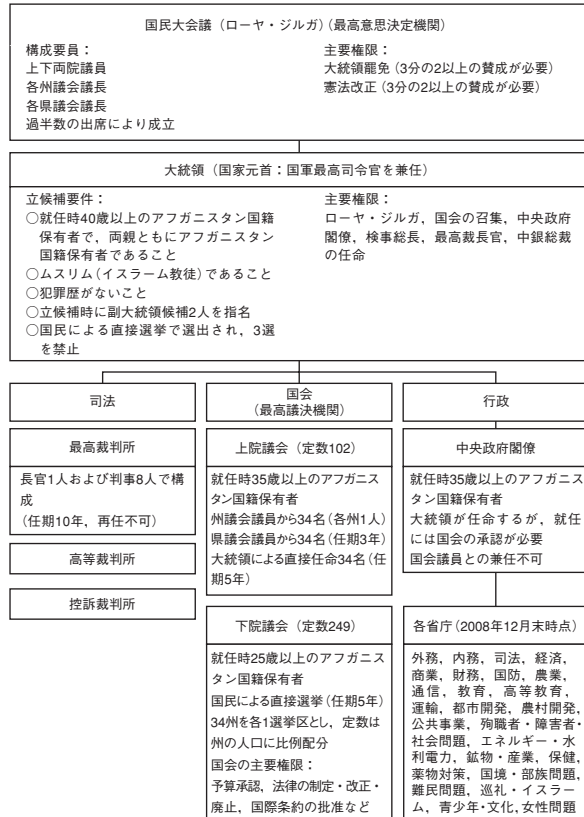 国民大会議（ローヤ・ジルガ）（最高意思決定機関）
構成要員：
上下両院議員
各州議会議長
各県議会議長
過半数の出席により成立
主要権限：
大統領罷免（3分の2以上の賛成が必要）
憲法改正（3分の2以上の賛成が必要）
大統領（国家元首：国軍最高司令官を兼任）
立候補要件：
○就任時40歳以上のアフガニスタン国籍
保有者で，両親ともにアフガニスタン
国籍保有者であること
○ムスリム（イスラーム教徒）であること
○犯罪歴がないこと
○立候補時に副大統領候補2人を指名
○国民による直接選挙で選出され，3選
を禁止
主要権限：
ローヤ・ジルガ，国会の召集，中央政府
閣僚，検事総長，最高裁長官，中銀総裁
の任命
司法
最高裁判所
長官1人および判事8人で構
成
（任期10年，再任不可）
高等裁判所
控訴裁判所
国会
（最高議決機関）
上院議会（定数102）
就任時35歳以上のアフガニス
タン国籍保有者
州議会議員から34名（各州1人）
県議会議員から34名（任期3年）
大統領による直接任命34名（任
期5年）
下院議会（定数249）
就任時25歳以上のアフガニス
タン国籍保有者
国民による直接選挙（任期5年）
34州を各1選挙区とし，定数は
州の人口に比例配分
国会の主要権限：
予算承認，法律の制定・改正・
廃止，国際条約の批准など
行政
中央政府閣僚
就任時35歳以上のアフガニス
タン国籍保有者
大統領が任命するが，就任
には国会の承認が必要
国会議員との兼任不可
各省庁（2008年12月末時点）
外務，内務，司法，経済，
商業，財務，国防，農業，
通信，教育，高等教育，
運輸，都市開発，農村開発，
公共事業，殉職者・障害者・
社会問題，エネルギー・水
利電力，鉱物・産業，保健，
薬物対策，国境・部族問題，
難民問題，巡礼・イスラー
ム，青少年・文化，女性問題